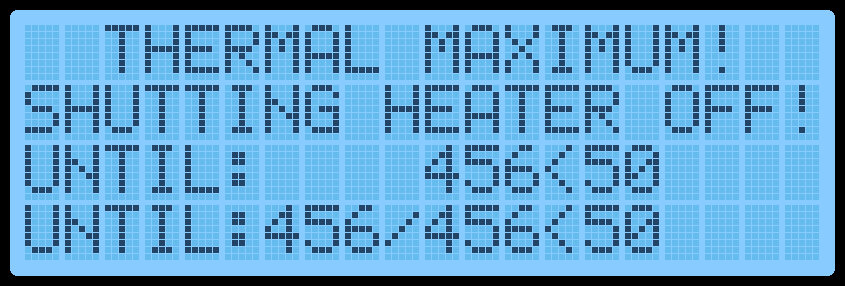 THERMAL MAXIMUM!
SHUTTING HEATER OFF!
UNTIL:    456<50
UNTIL:456/456<50